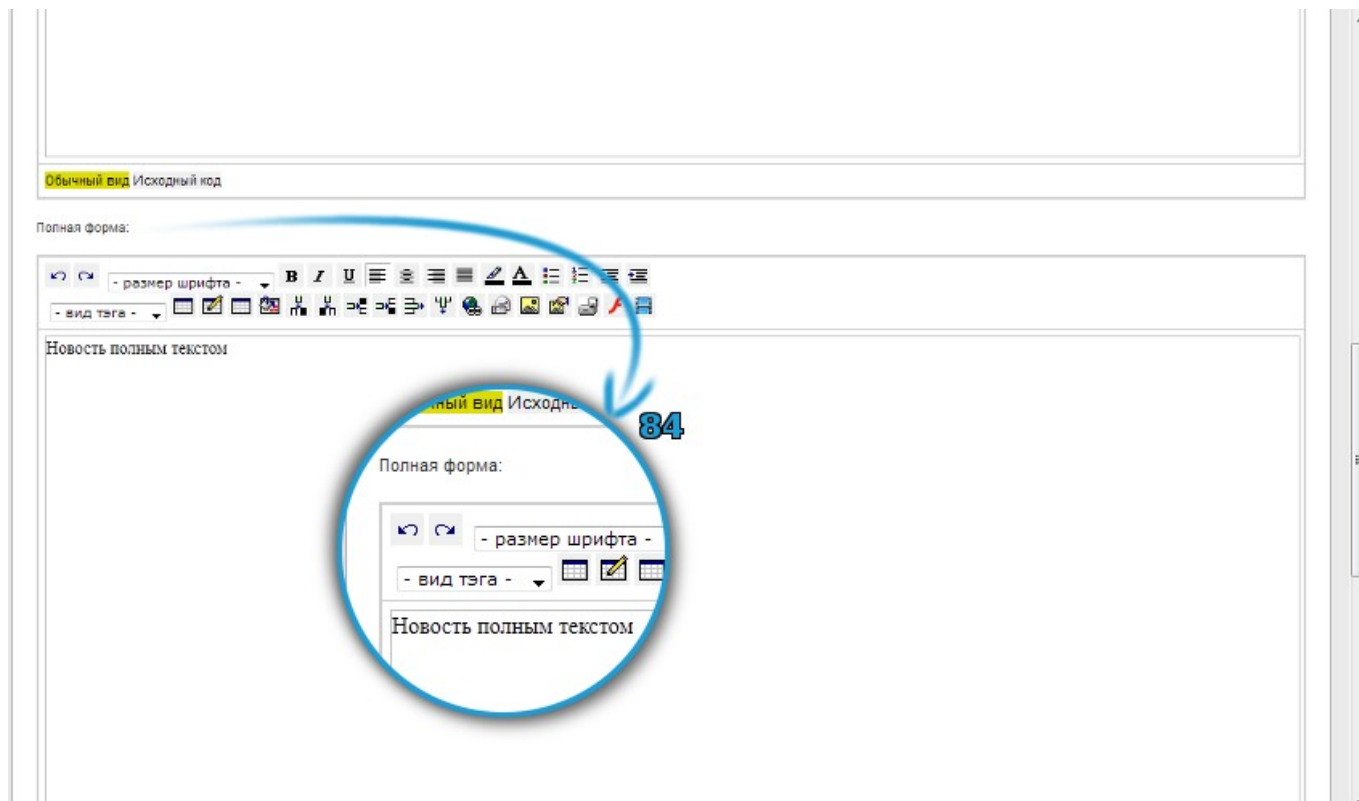 Обычный вид Исходный код
Полная форма:
- размер шрифта - B I U A
- вид тэга -
Новость полным текстом
ный вид Исходны
84
Полная форма:
- размер шрифта -
- вид тэга -
Новость полным текстом